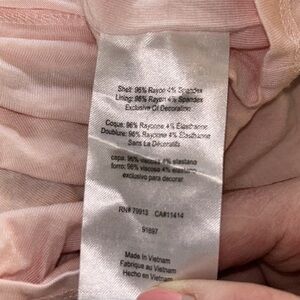 Shell: 96% Rayon 4% Spandex
Lining: 96% Rayon 4% Spandex
Exclusive Of Decoration
Coque: 96% Rayonne 4% Élasthanne
Doublure: 96% Rayonne 4% Élasthanne
Sans La Décoratifs
capa: 96% viscosa 4% elastano
forro: 96% viscosa 4% elastano
exclusivo para decorar
RN# 79913 CA#11414
91897
Made In Vietnam
Fabrique au Vietnam
Hecho en Vietnam